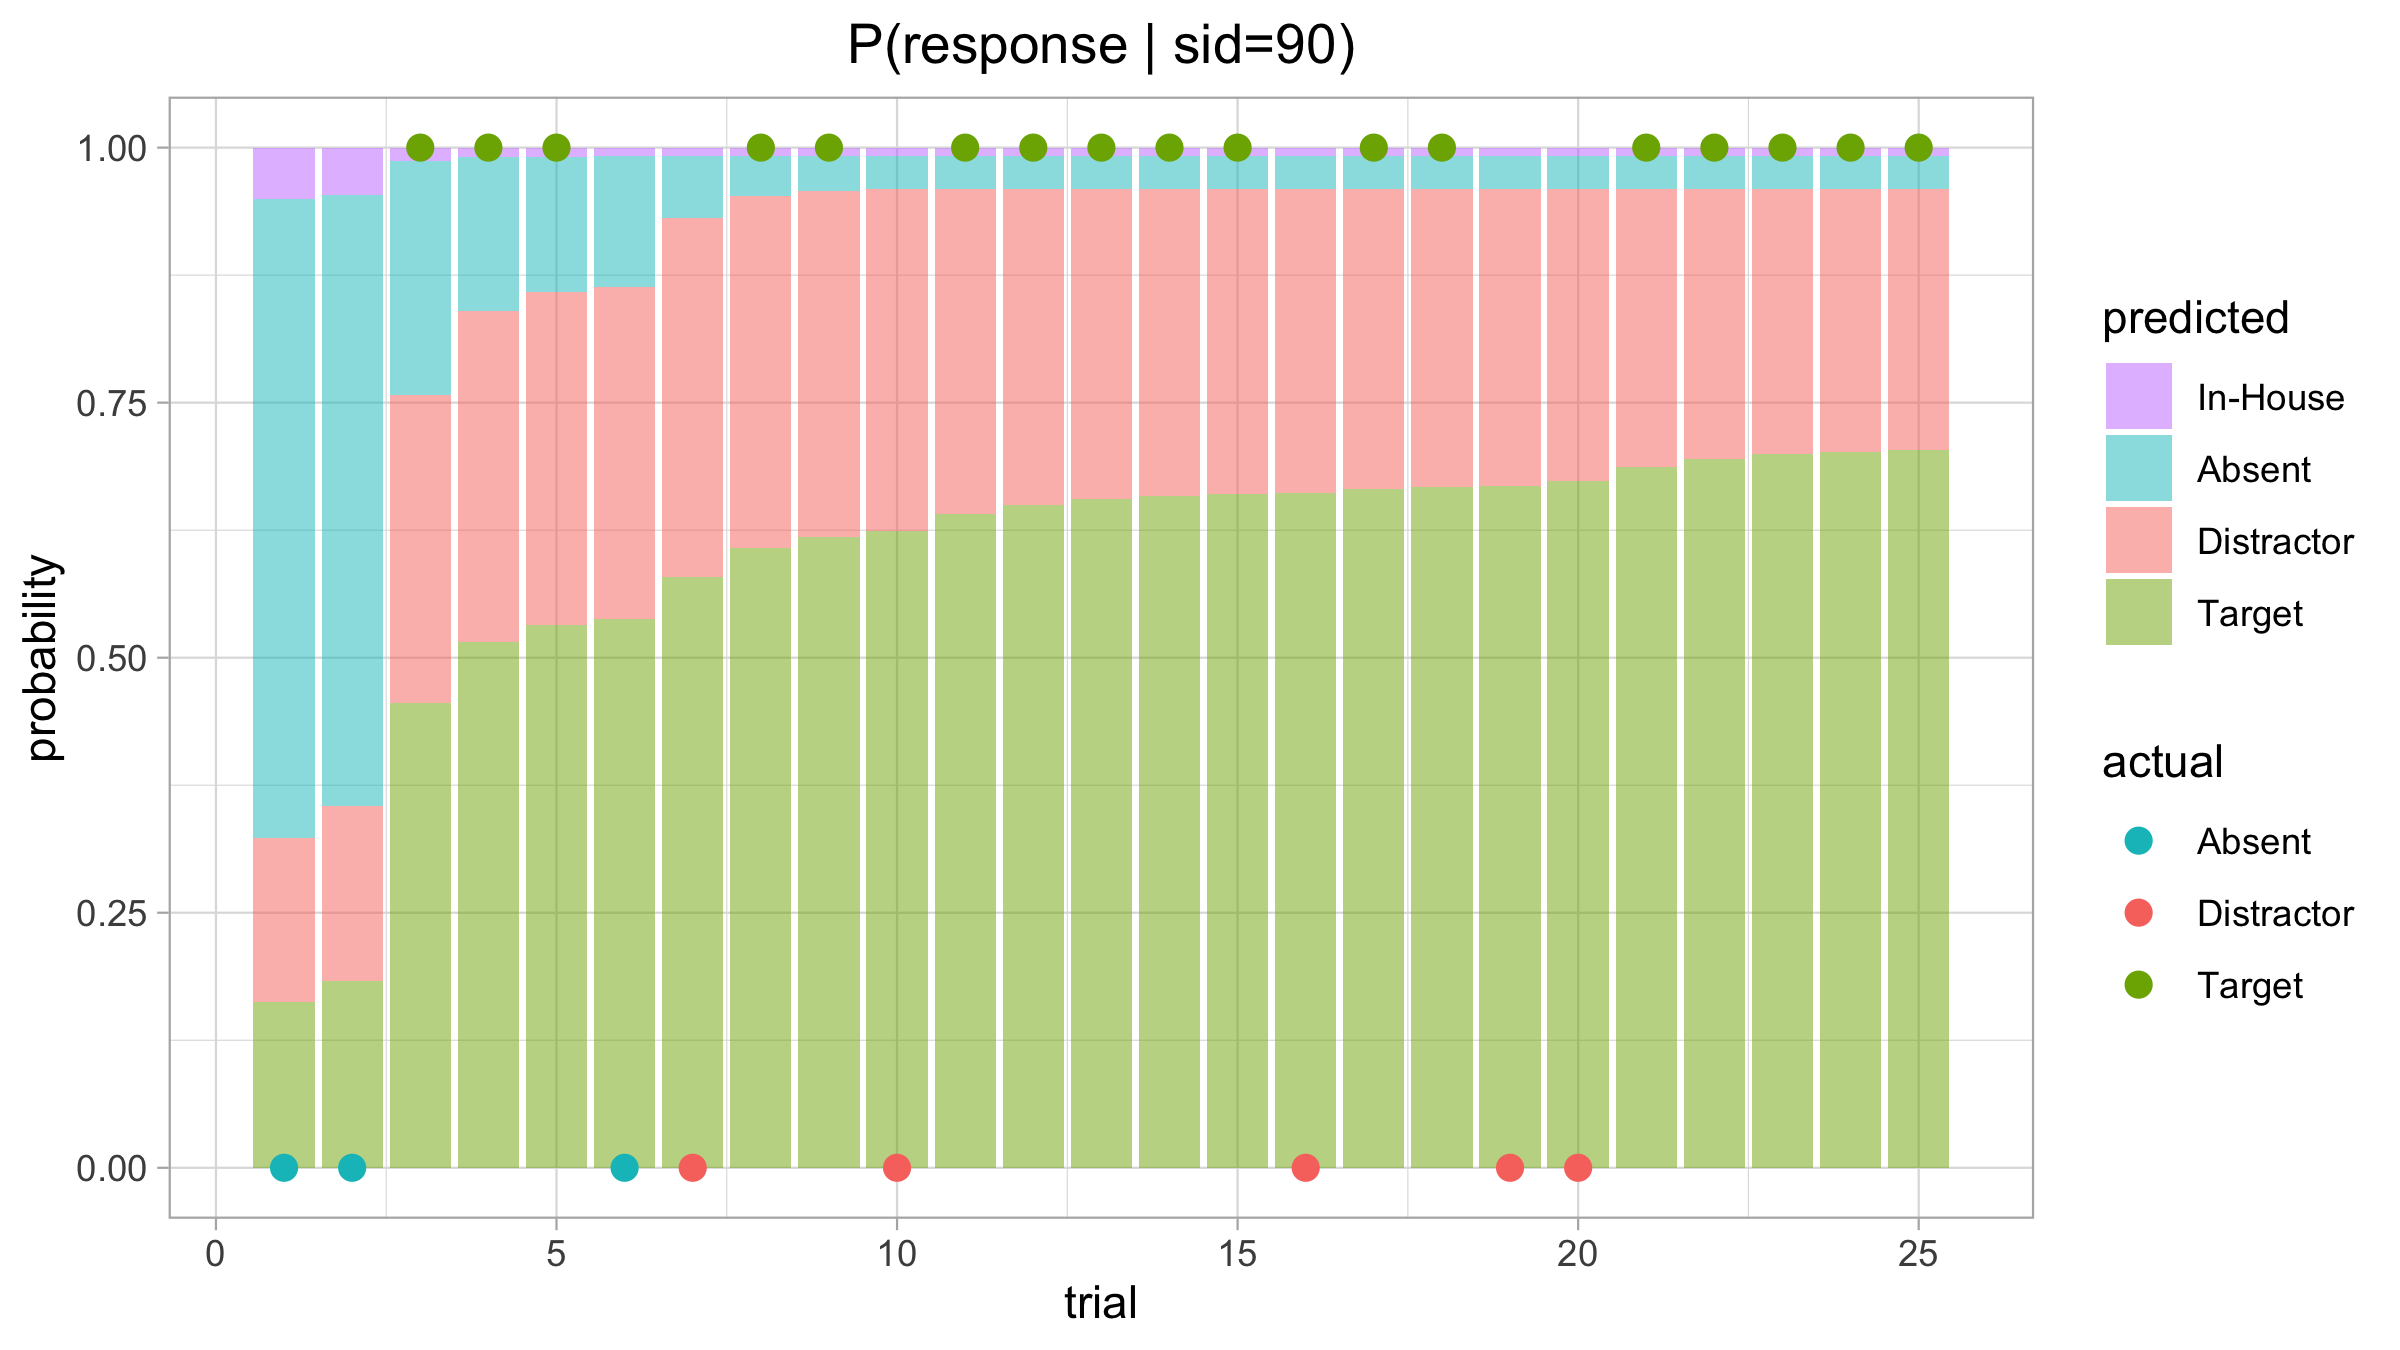 P(response | sid=90)
probability
1.00
0.75
0.50
0.25
0.00
0
5
10
15
20
25
trial
predicted
In-House
Absent
Distractor
Target
actual
Absent
Distractor
Target